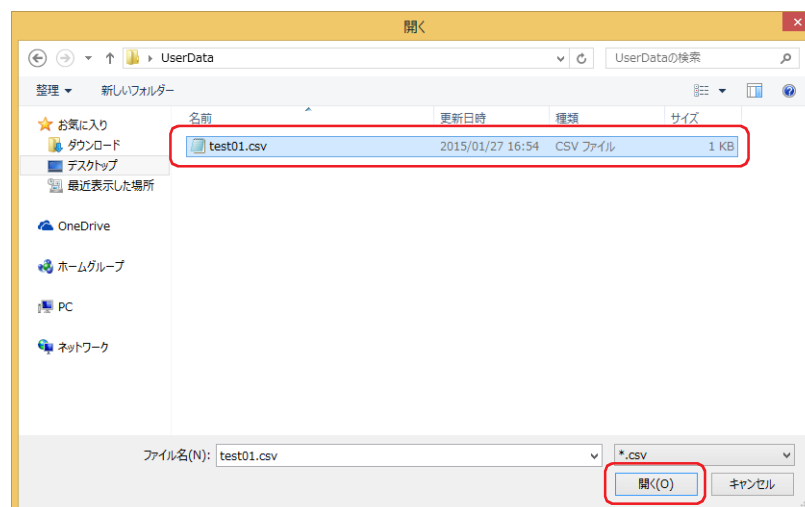 開く
UserData
UserDataの検索
整理
新しいフォルダー
名前 更新日時 種類 サイズ
test01.csv 2015/01/27 16:54 CSV ファイル 1 KB
お気に入り
ダウンロード
デスクトップ
最近表示した場所
OneDrive
ホームグループ
PC
ネットワーク
ファイル名(N): test01.csv *.csv
開く(O) キャンセル